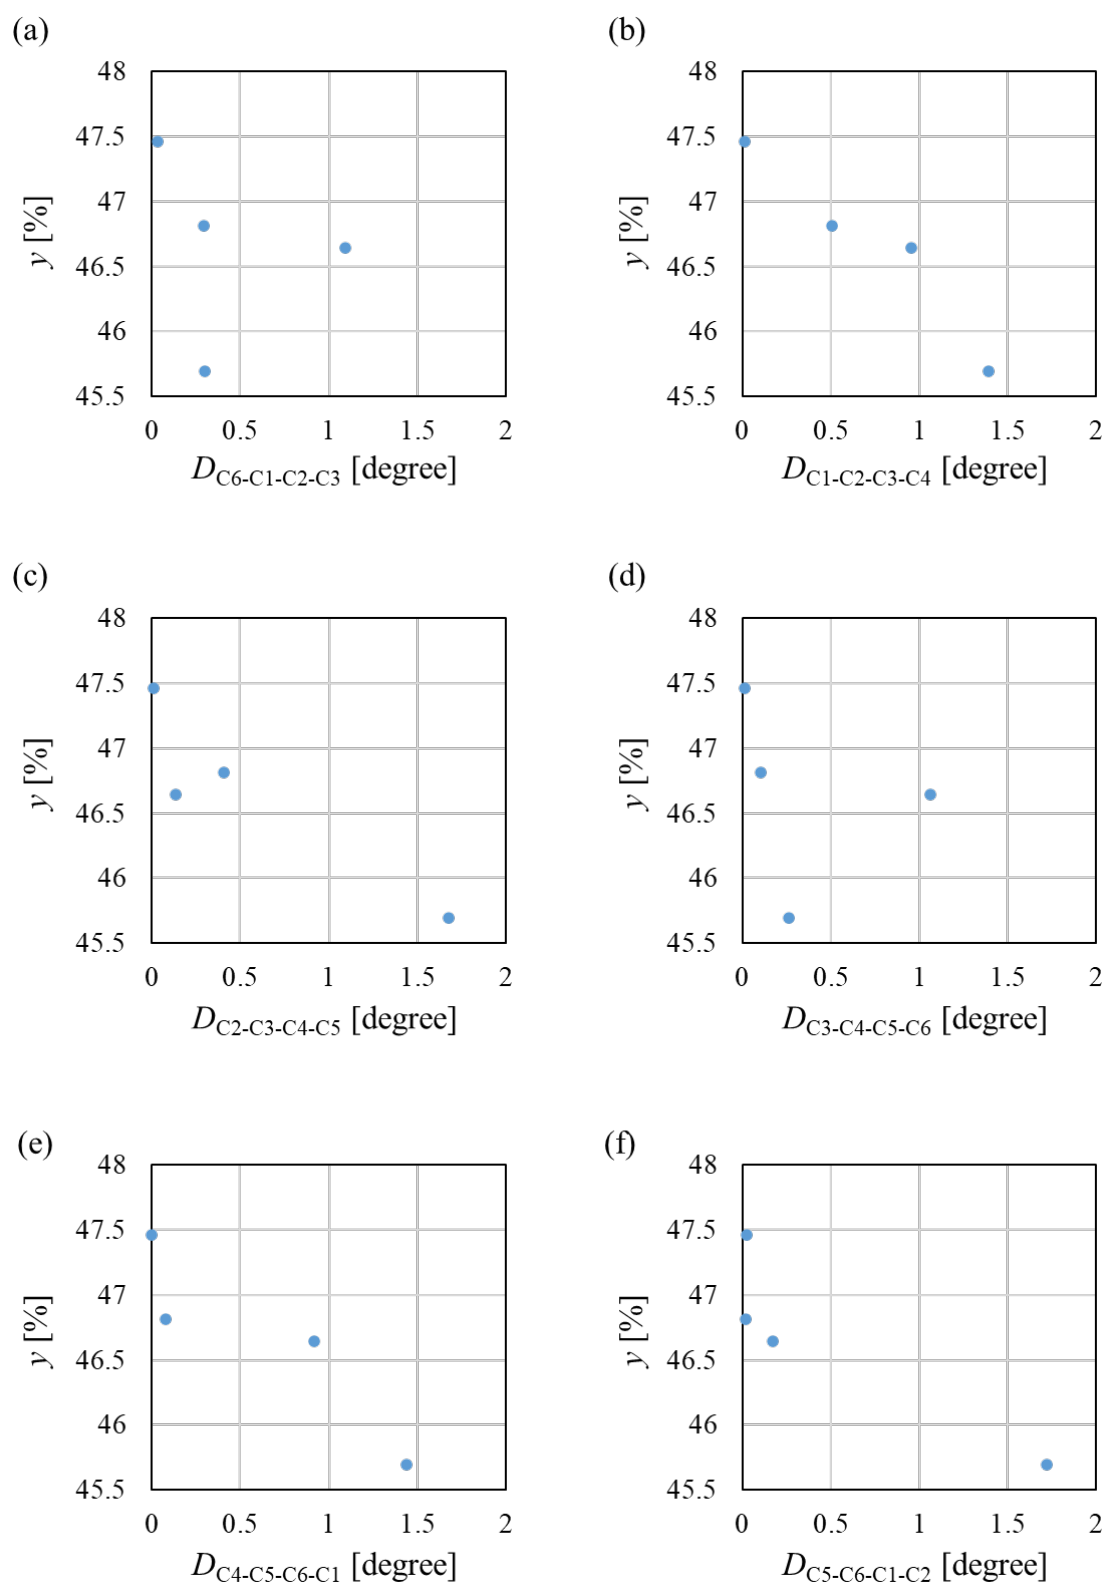 (a)
48
47.5
47
46.5
46
45.5
y [%]
0 0.5 1 1.5 2
D C6-C1-C2-C3 [degree]
(b)
48
47.5
47
46.5
46
45.5
y [%]
0 0.5 1 1.5 2
D C1-C2-C3-C4 [degree]
(c)
48
47.5
47
46.5
46
45.5
y [%]
0 0.5 1 1.5 2
D C2-C3-C4-C5 [degree]
(d)
48
47.5
47
46.5
46
45.5
y [%]
0 0.5 1 1.5 2
D C3-C4-C5-C6 [degree]
(e)
48
47.5
47
46.5
46
45.5
y [%]
0 0.5 1 1.5 2
D C4-C5-C6-C1 [degree]
(f)
48
47.5
47
46.5
46
45.5
y [%]
0 0.5 1 1.5 2
D C5-C6-C1-C2 [degree]